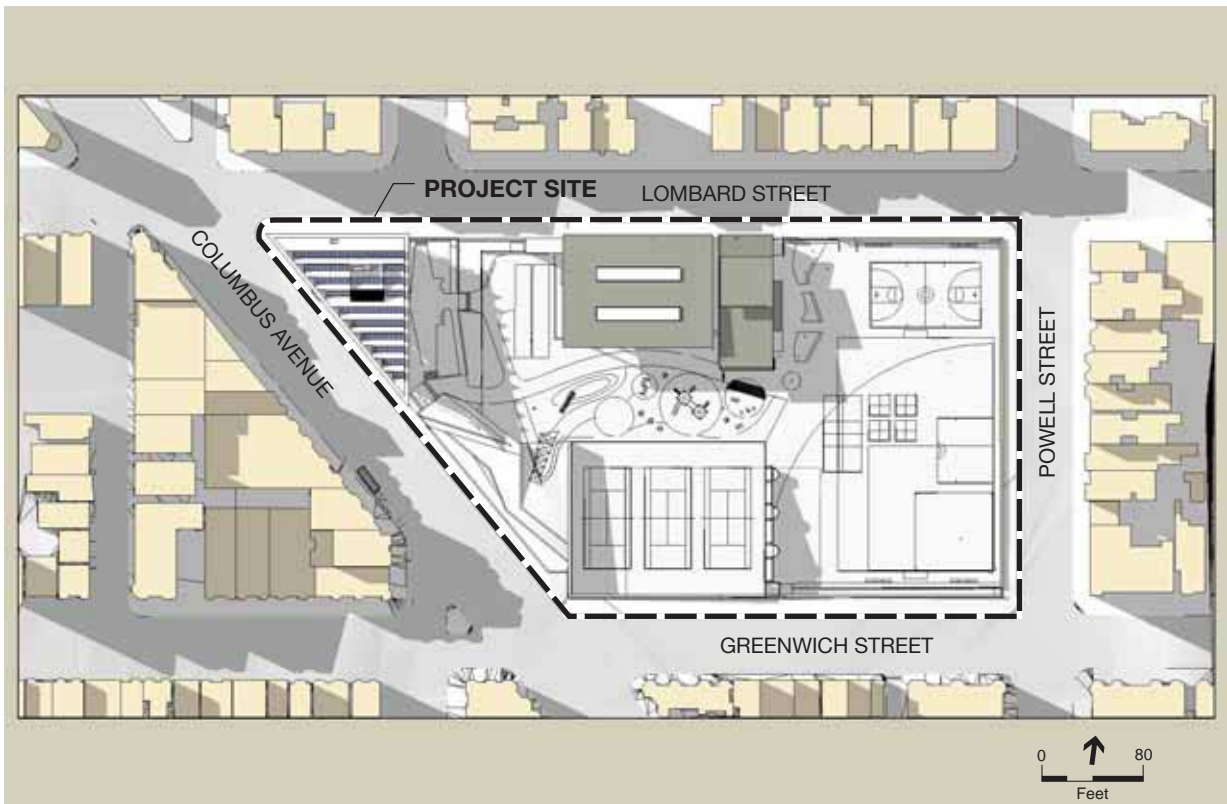 PROJECT SITE
LOMBARD STREET
COLUMBUS AVENUE
POWELL STREET
GREENWICH STREET
0 80
Feet